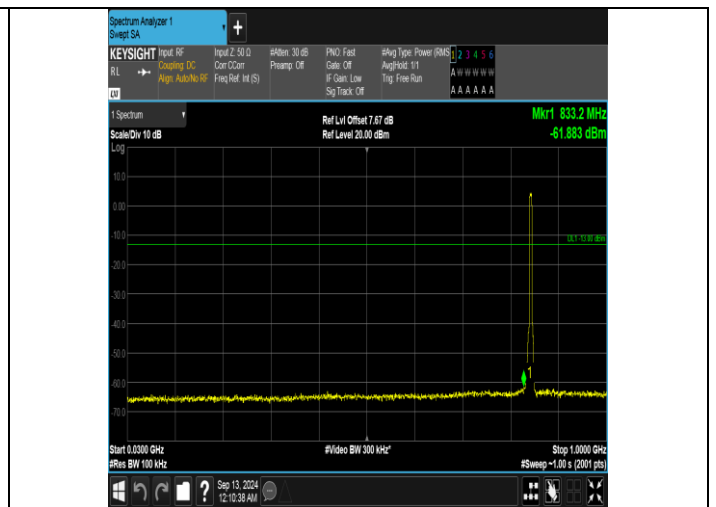 Spectrum Analyzer 1
Swept SA
+
KEYSIGHT Input: RF Input Z: 50 Ω #Atten: 30 dB PNO: Fast #Avg Type: Power (RMS 1 2 3 4 5 6
RL Coupling: DC Corr CCorr Preamp: Off Gate: Off Avg|Hold: 1/1 A W W W W W
Align: Auto/No RF Freq Ref: Int (S) IF Gain: Low Trig: Free Run
Sig Track: Off A A A A A A
LXI
1 Spectrum Ref Lvl Offset 7.67 dB Mkr1 833.2 MHz
Scale/Div 10 dB Ref Level 20.00 dBm -61.883 dBm
Log
10.0
0.00
-10.0
DL1 -13.00 dBm
-20.0
-30.0
-40.0
-50.0
1
-60.0
-70.0
Start 0.0300 GHz #Video BW 300 kHz* Stop 1.0000 GHz
#Res BW 100 kHz #Sweep ~1.00 s (2001 pts)
? Sep 13, 2024
12:10:38 AM